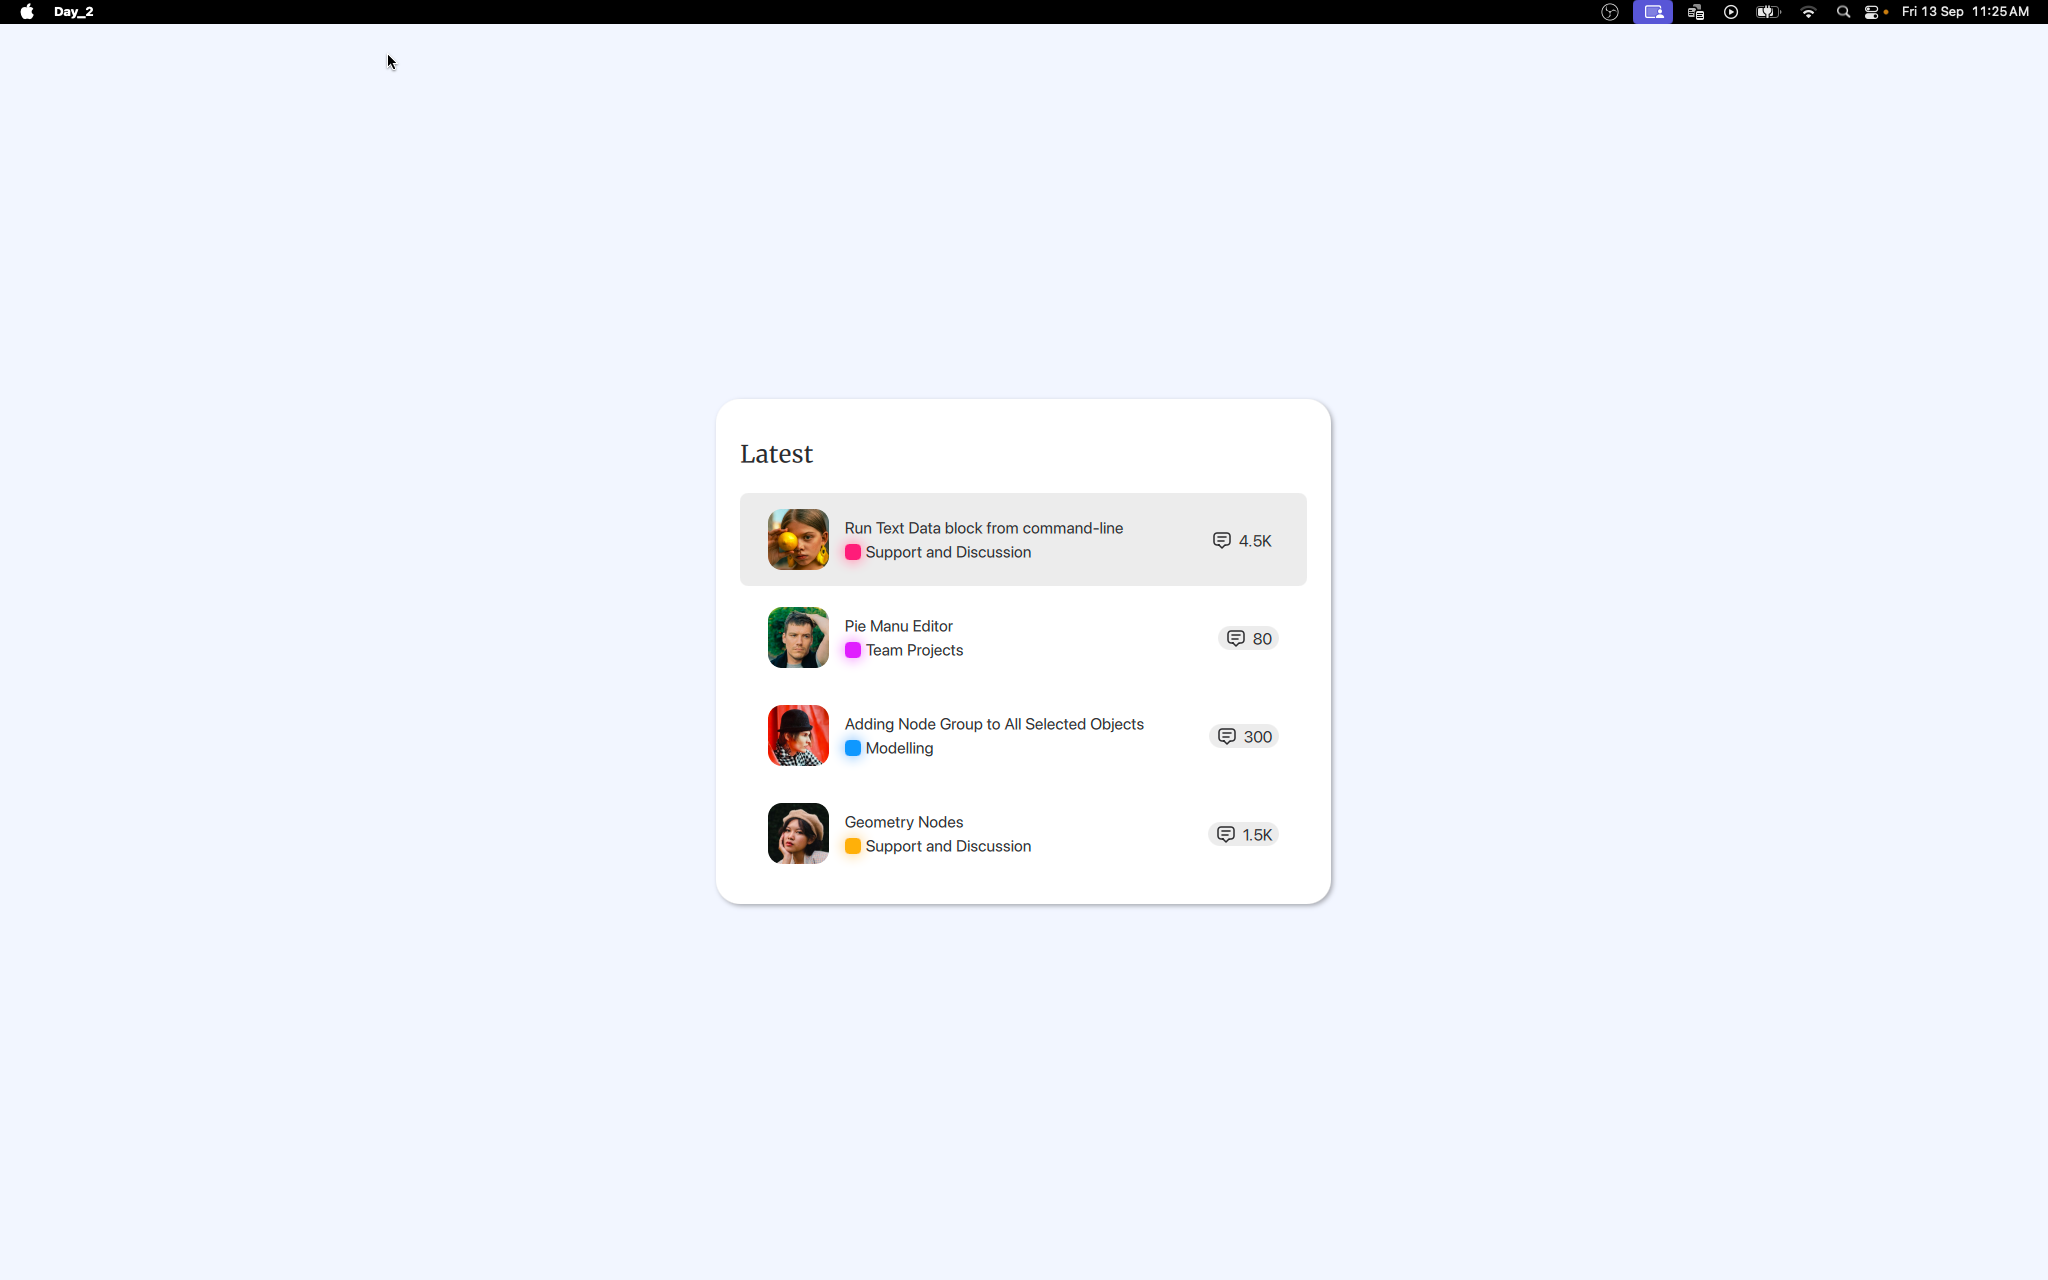 Day_2
Fri 13 Sep 11:25 AM
Latest
Run Text Data block from command-line
Support and Discussion
4.5K
Pie Manu Editor
Team Projects
80
Adding Node Group to All Selected Objects
Modelling
300
Geometry Nodes
Support and Discussion
1.5K